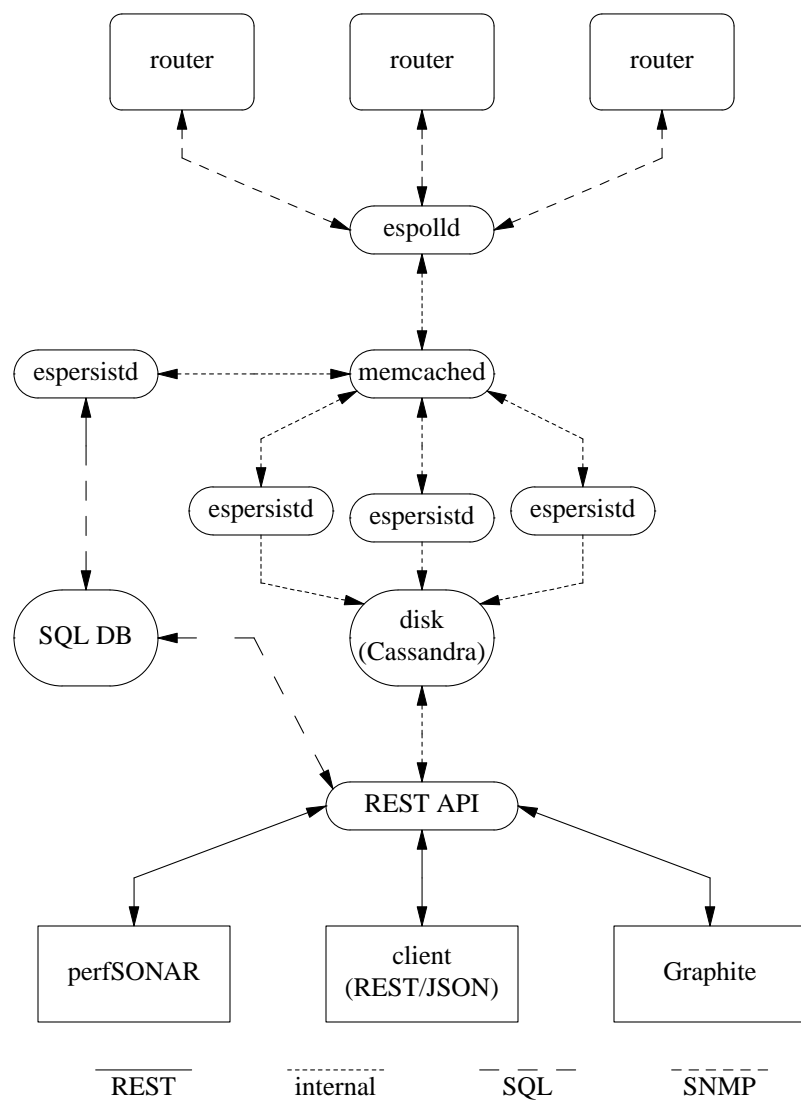 router
router
router
espolld
espersistd
memcached
espersistd
espersistd
espersistd
SQL DB
disk
(Cassandra)
REST API
perfSONAR
client
(REST/JSON)
Graphite
REST
internal
SQL
SNMP